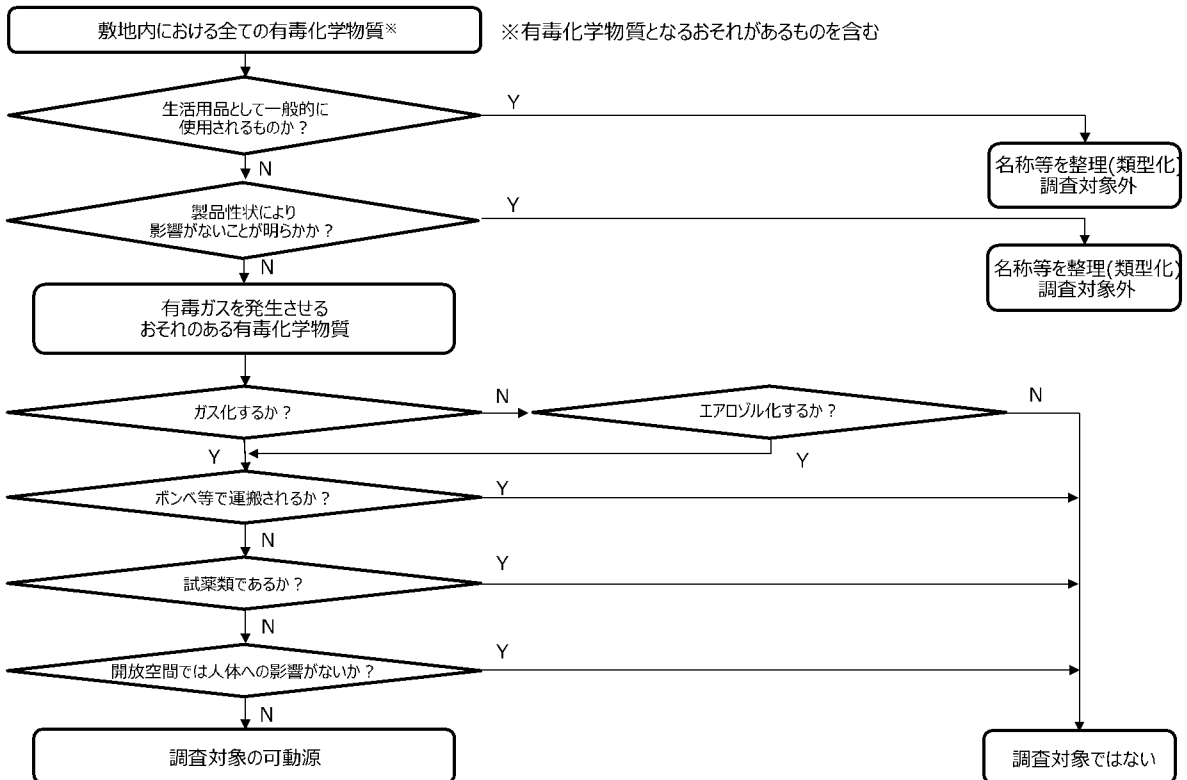 敷地内における全ての有毒化学物質※
※有毒化学物質となるおそれがあるものを含む
生活用品として一般的に
使用されるものか？
Y
N
名称等を整理(類型化)
調査対象外
製品性状により
影響がないことが明らかか？
Y
N
名称等を整理(類型化)
調査対象外
有毒ガスを発生させる
おそれのある有毒化学物質
ガス化するか？
N
エアロゾル化するか？
N
Y
Y
ボンベ等で運搬されるか？
Y
N
試薬類であるか？
Y
N
開放空間では人体への影響がないか？
Y
N
調査対象の可動源
調査対象ではない